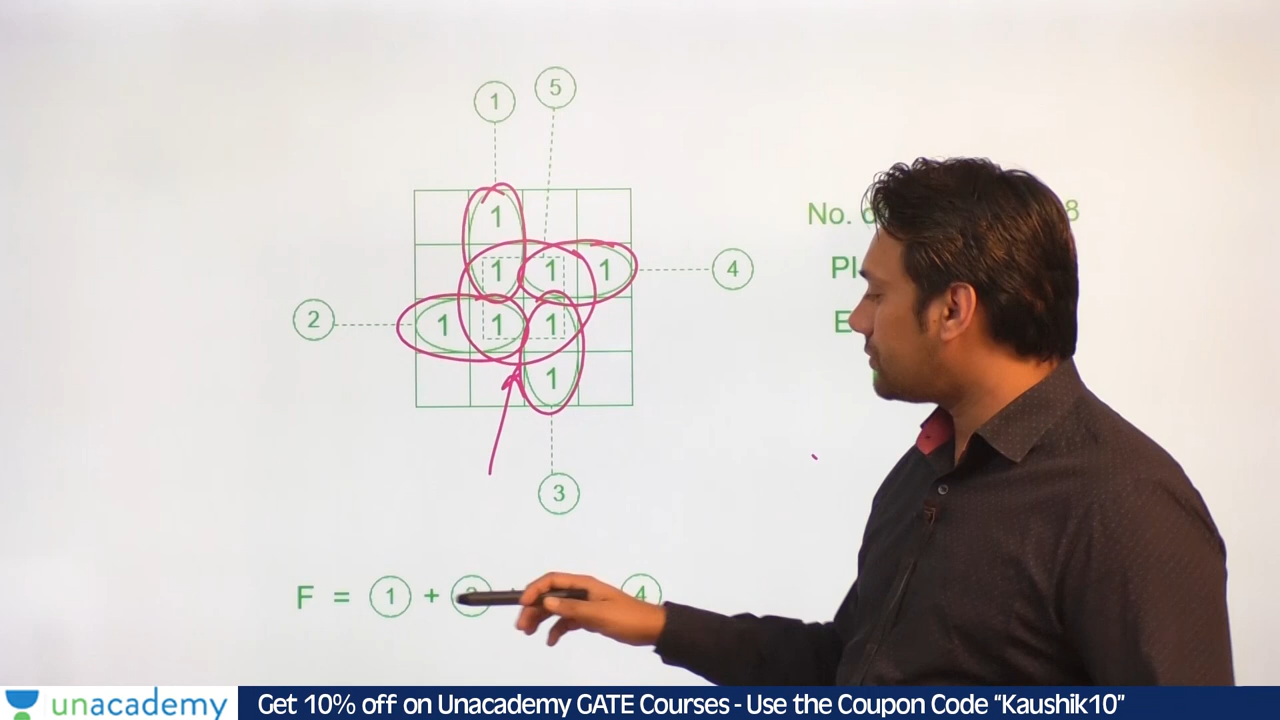 1 5
1
1 1 1 4
2 1 1 1
1
3
No. 8
F = 1 + 4
unacademy Get 10% off on Unacademy GATE Courses - Use the Coupon Code “Kaushik10”